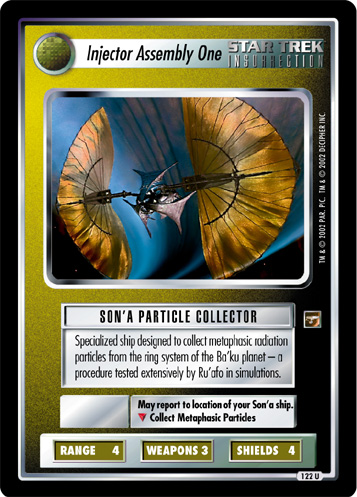 Injector Assembly One
STAR TREK
INSURRECTION
TM & © 2002 PAR. PIC. TM & © 2002 DECIPHER INC.
SON'A PARTICLE COLLECTOR
Specialized ship designed to collect metaphasic radiation
particles from the ring system of the Ba'ku planet – a
procedure tested extensively by Ru'afo in simulations.
May report to location of your Son'a ship.
Collect Metaphasic Particles
RANGE 4
WEAPONS 3
SHIELDS 4
122 U